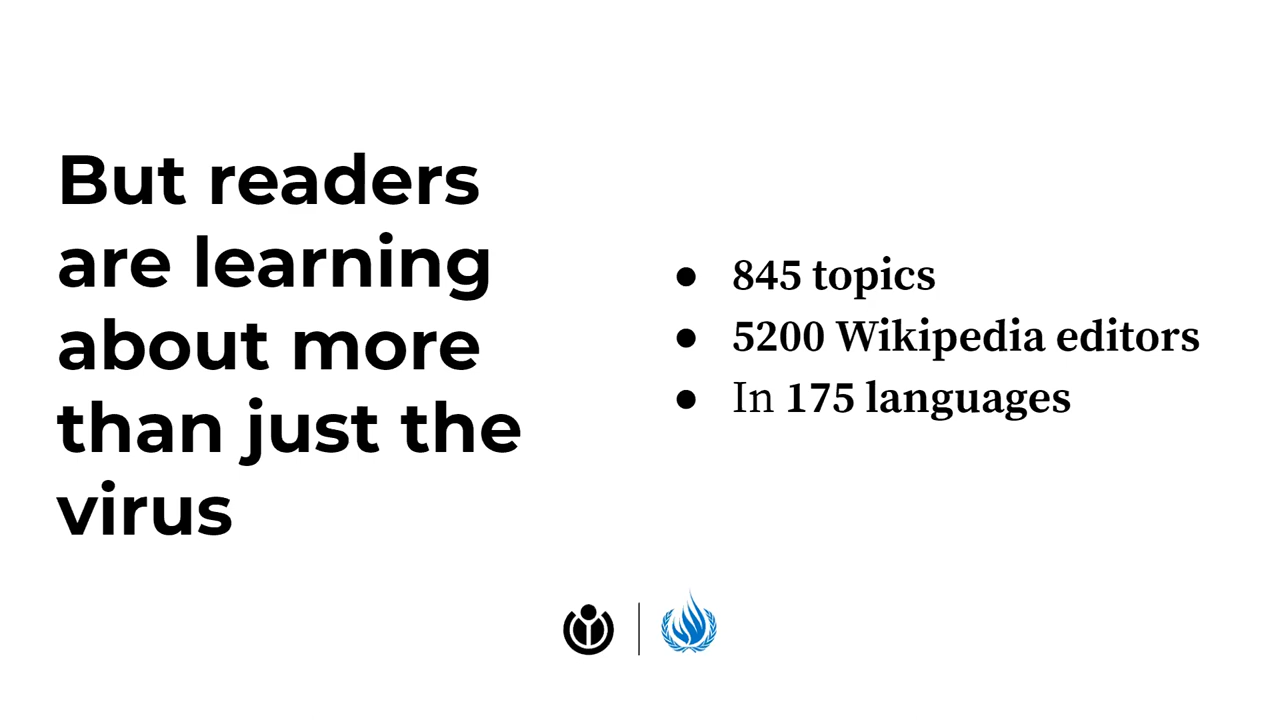 But readers
are learning
about more
than just the
virus
● 845 topics
● 5200 Wikipedia editors
● In 175 languages